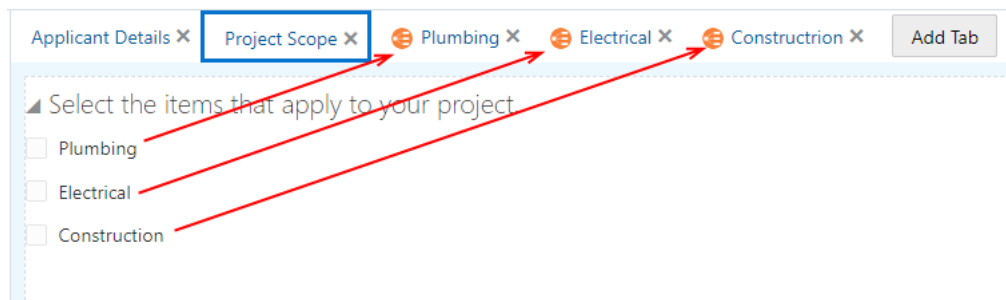 Applicant Details × Project Scope × Plumbing × Electrical × Constructrion × Add Tab
Select the items that apply to your project.
Plumbing
Electrical
Construction